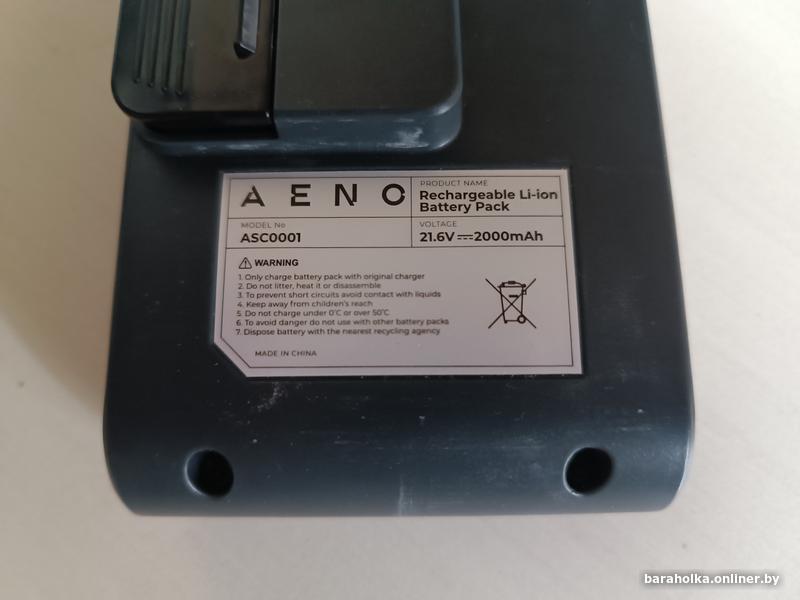 AENO
PRODUCT NAME
Rechargeable Li-ion
Battery Pack
MODEL No
ASC0001
VOLTAGE
21.6V⎓2000mAh
⚠ WARNING
1. Only charge battery pack with original charger
2. Do not litter, heat it or disassemble
3. To prevent short circuits avoid contact with liquids
4. Keep away from children's reach
5. Do not charge under 0°C or over 50°C
6. To avoid danger do not use with other battery packs
7. Dispose battery with the nearest recycling agency
MADE IN CHINA
baraholka.onliner.by